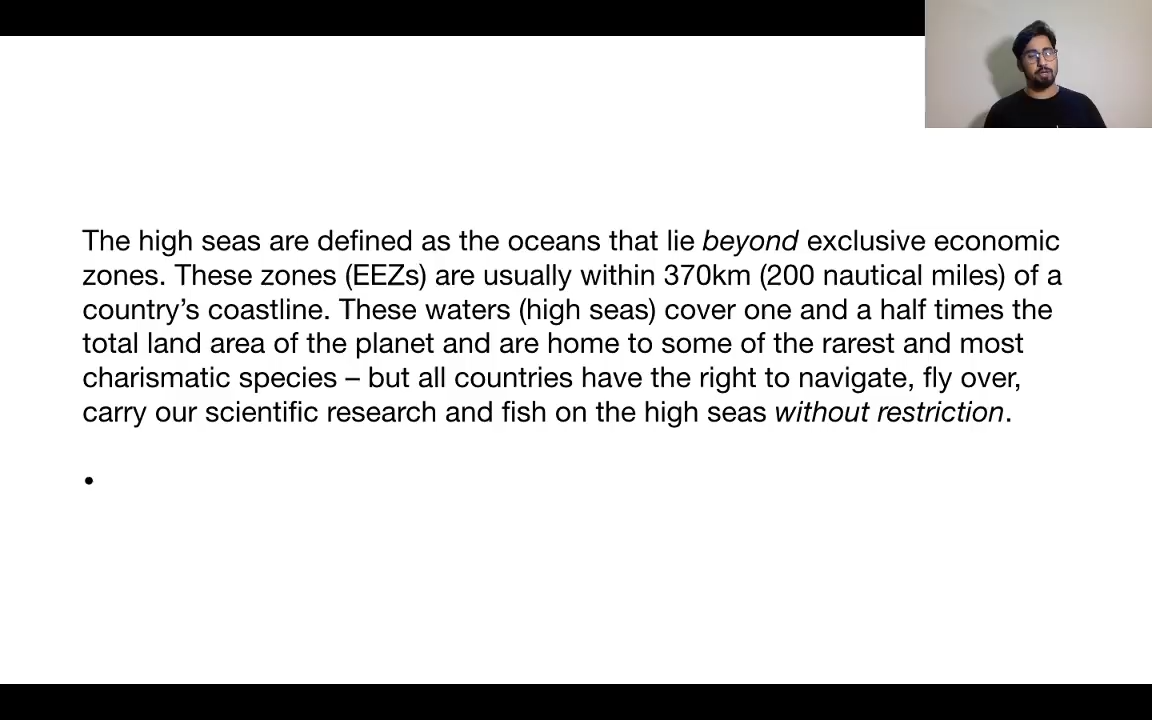 The high seas are defined as the oceans that lie beyond exclusive economic
zones. These zones (EEZs) are usually within 370km (200 nautical miles) of a
country’s coastline. These waters (high seas) cover one and a half times the
total land area of the planet and are home to some of the rarest and most
charismatic species – but all countries have the right to navigate, fly over,
carry our scientific research and fish on the high seas without restriction.
•